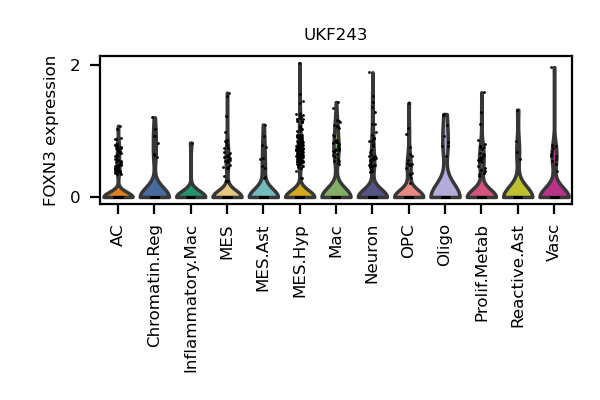 UKF243
FOXN3 expression
2
0
AC
Chromatin.Reg
Inflammatory.Mac
MES
MES.Ast
MES.Hyp
Mac
Neuron
OPC
Oligo
Prolif.Metab
Reactive.Ast
Vasc